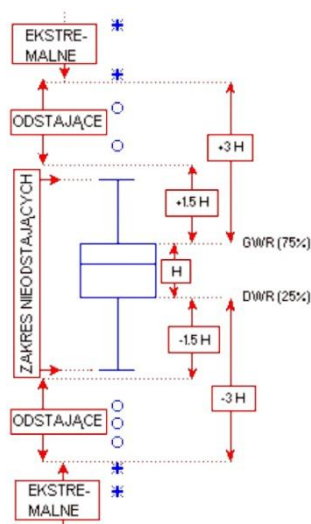 EKSTRE-
MALNE
ODSTAJĄCE
+3 H
+1.5 H
ZAKRES NIEODSTAJĄCYCH
GWR (75%)
H
DWR (25%)
-1.5 H
-3 H
ODSTAJĄCE
EKSTRE-
MALNE